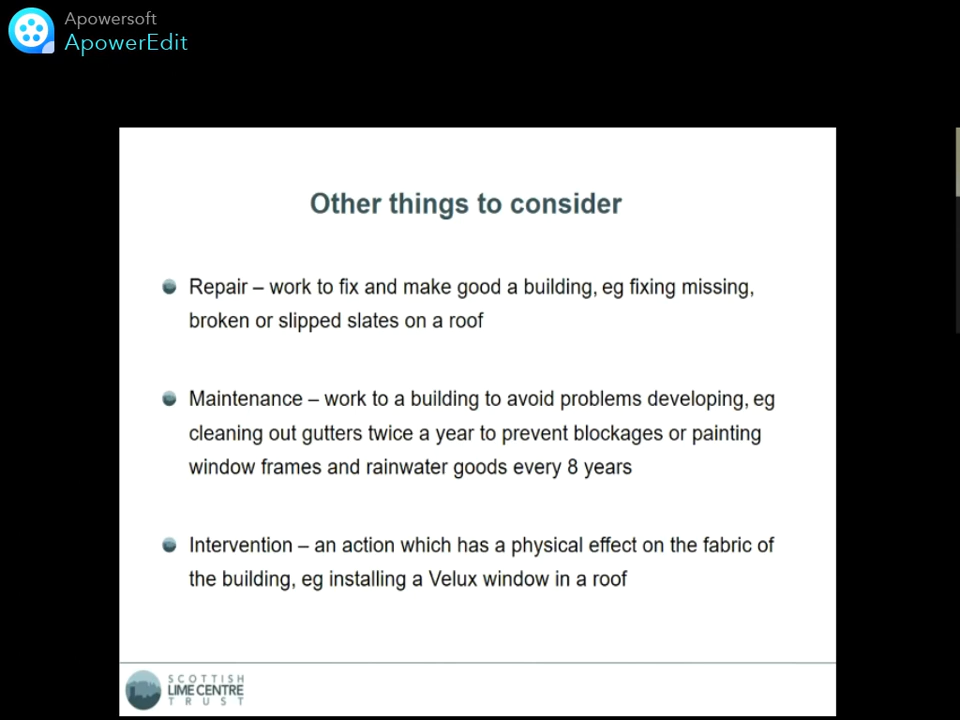 Apowersoft
ApowerEdit
Other things to consider
Repair – work to fix and make good a building, eg fixing missing,
broken or slipped slates on a roof
Maintenance – work to a building to avoid problems developing, eg
cleaning out gutters twice a year to prevent blockages or painting
window frames and rainwater goods every 8 years
Intervention – an action which has a physical effect on the fabric of
the building, eg installing a Velux window in a roof
SCOTTISH
LIME CENTRE
TRUST